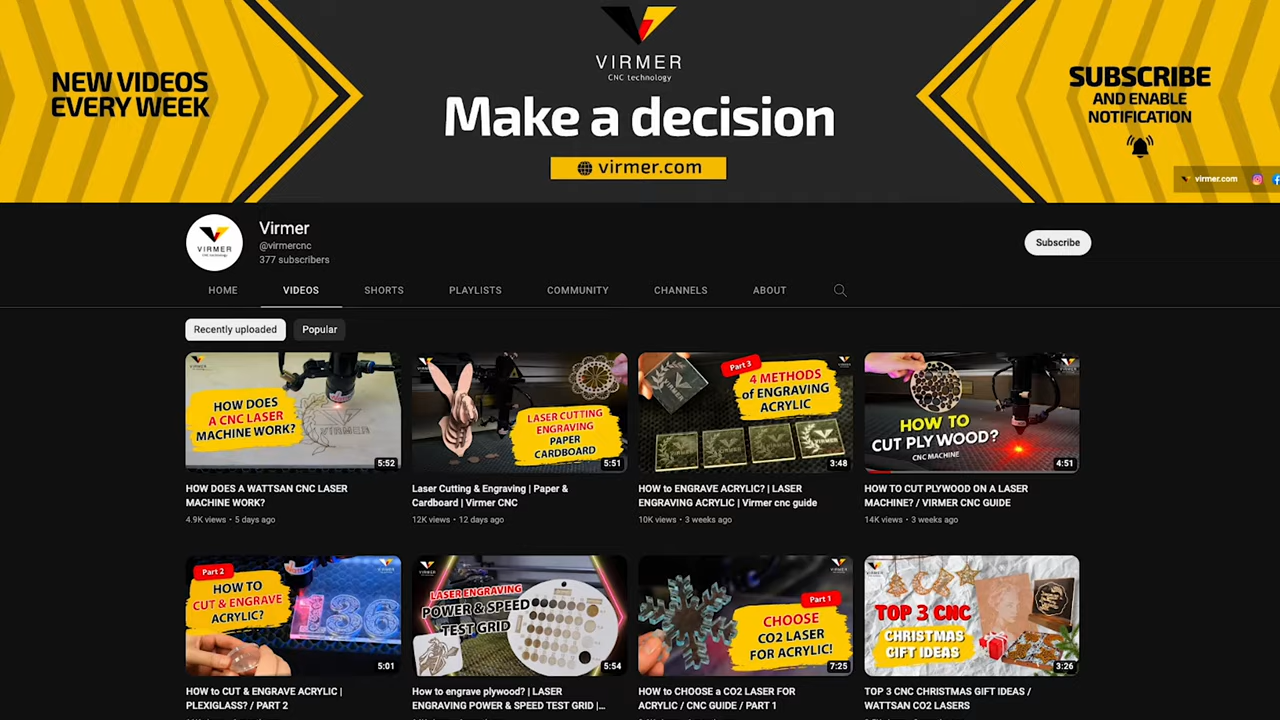 NEW VIDEOS
EVERY WEEK
VIRMER
CNC technology
Make a decision
virmer.com
SUBSCRIBE
AND ENABLE
NOTIFICATION
virmer.com
VIRMER
CNC technology
Virmer
@virmercnc
377 subscribers
Subscribe
HOME VIDEOS SHORTS PLAYLISTS COMMUNITY CHANNELS ABOUT
Recently uploaded Popular
HOW DOES
A CNC LASER
MACHINE WORK?
VIRMER
5:52
LASER CUTTING
ENGRAVING
PAPER
CARDBOARD
5:51
Part 3
4 METHODS
of ENGRAVING
ACRYLIC
VIRMER
3:48
HOW TO
CUT PLYWOOD?
CNC MACHINE
4:51
HOW DOES A WATTSAN CNC LASER
MACHINE WORK?
4.9K views • 5 days ago
Laser Cutting & Engraving | Paper &
Cardboard | Virmer CNC
12K views • 12 days ago
HOW to ENGRAVE ACRYLIC? | LASER
ENGRAVING ACRYLIC | Virmer cnc guide
10K views • 3 weeks ago
HOW TO CUT PLYWOOD ON A LASER
MACHINE? / VIRMER CNC GUIDE
14K views • 3 weeks ago
Part 2
HOW TO
CUT & ENGRAVE
ACRYLIC?
5:01
LASER ENGRAVING
POWER & SPEED
TEST GRID
5:54
Part 1
CHOOSE
CO2 LASER
FOR ACRYLIC!
7:25
TOP 3 CNC
CHRISTMAS
GIFT IDEAS
3:26
HOW to CUT & ENGRAVE ACRYLIC |
PLEXIGLASS? / PART 2
How to engrave plywood? | LASER
ENGRAVING POWER & SPEED TEST GRID |...
HOW to CHOOSE a CO2 LASER FOR
ACRYLIC / CNC GUIDE / PART 1
TOP 3 CNC CHRISTMAS GIFT IDEAS /
WATTSAN CO2 LASERS